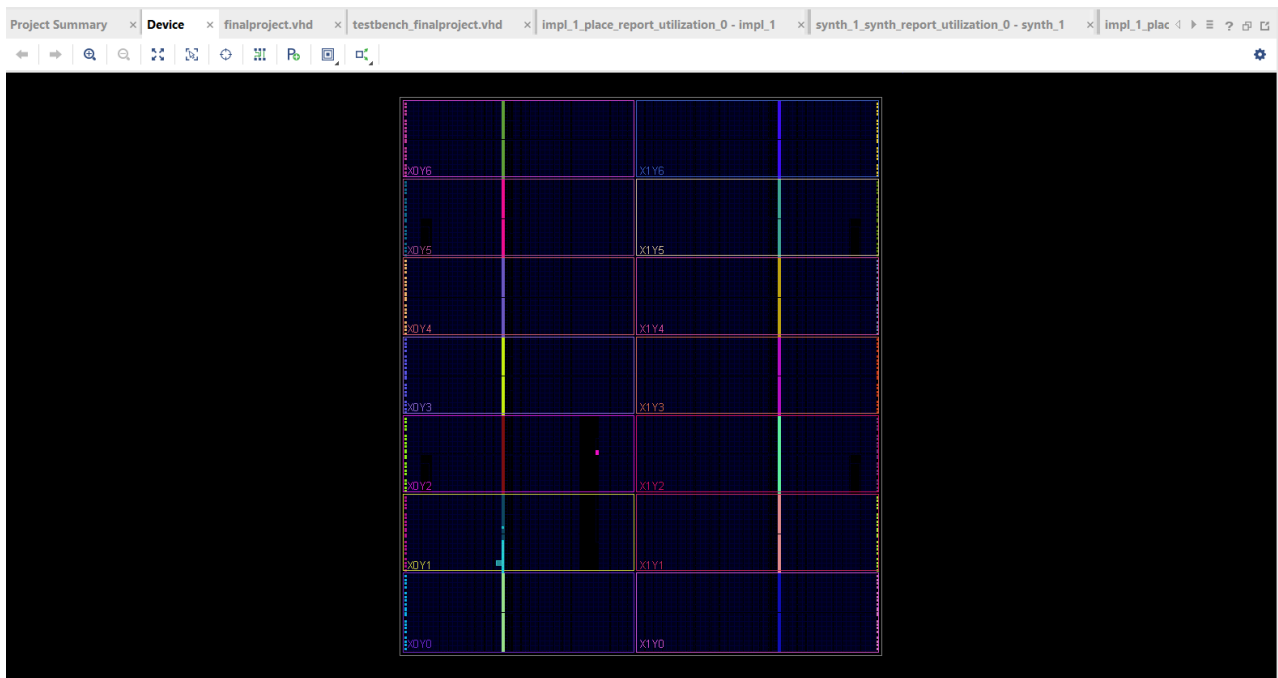 Project Summary × Device × finalproject.vhd × testbench_finalproject.vhd × impl_1_place_report_utilization_0 - impl_1 × synth_1_synth_report_utilization_0 - synth_1 × impl_1_plac ?
X0Y6 X1Y6
X0Y5 X1Y5
X0Y4 X1Y4
X0Y3 X1Y3
X0Y2 X1Y2
X0Y1 X1Y1
X0Y0 X1Y0